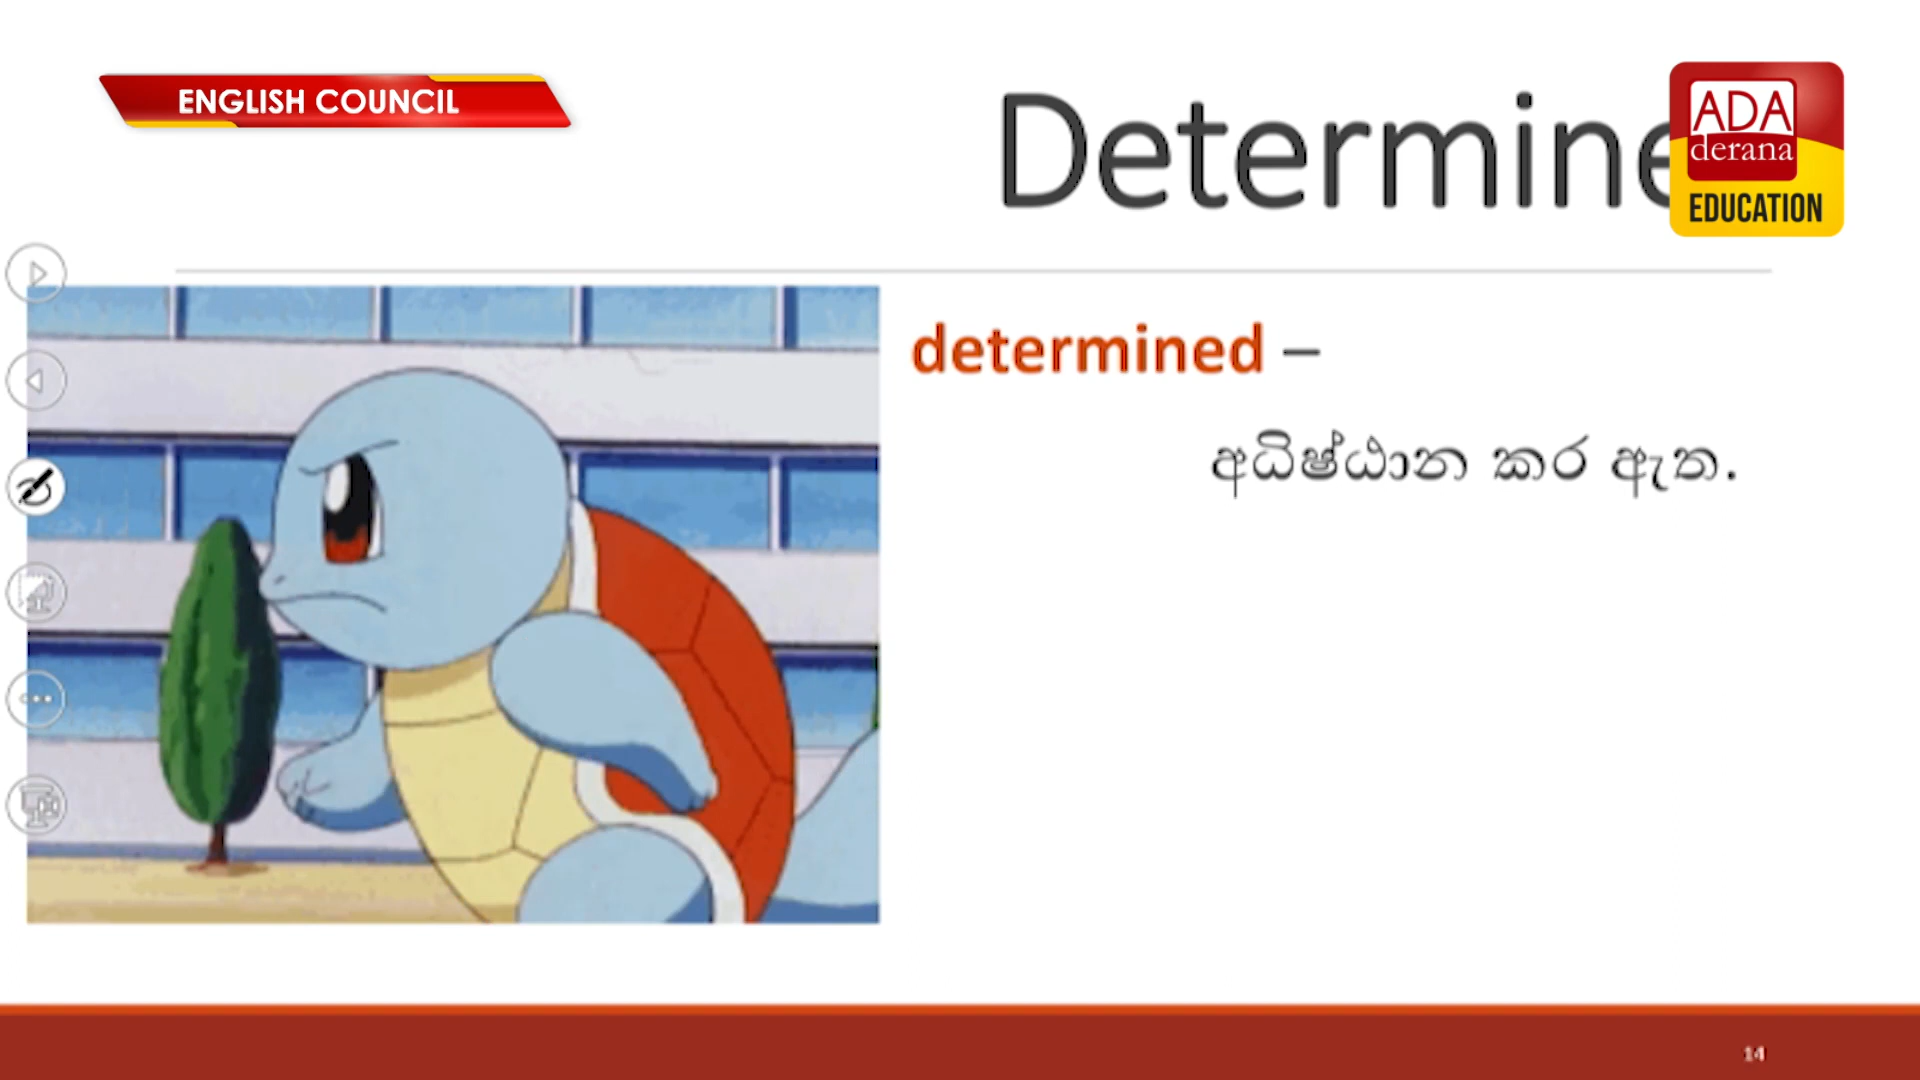 ENGLISH COUNCIL
Determine
ADA
derana
EDUCATION
determined –
අධිෂ්ඨාන කර ඇත.
14